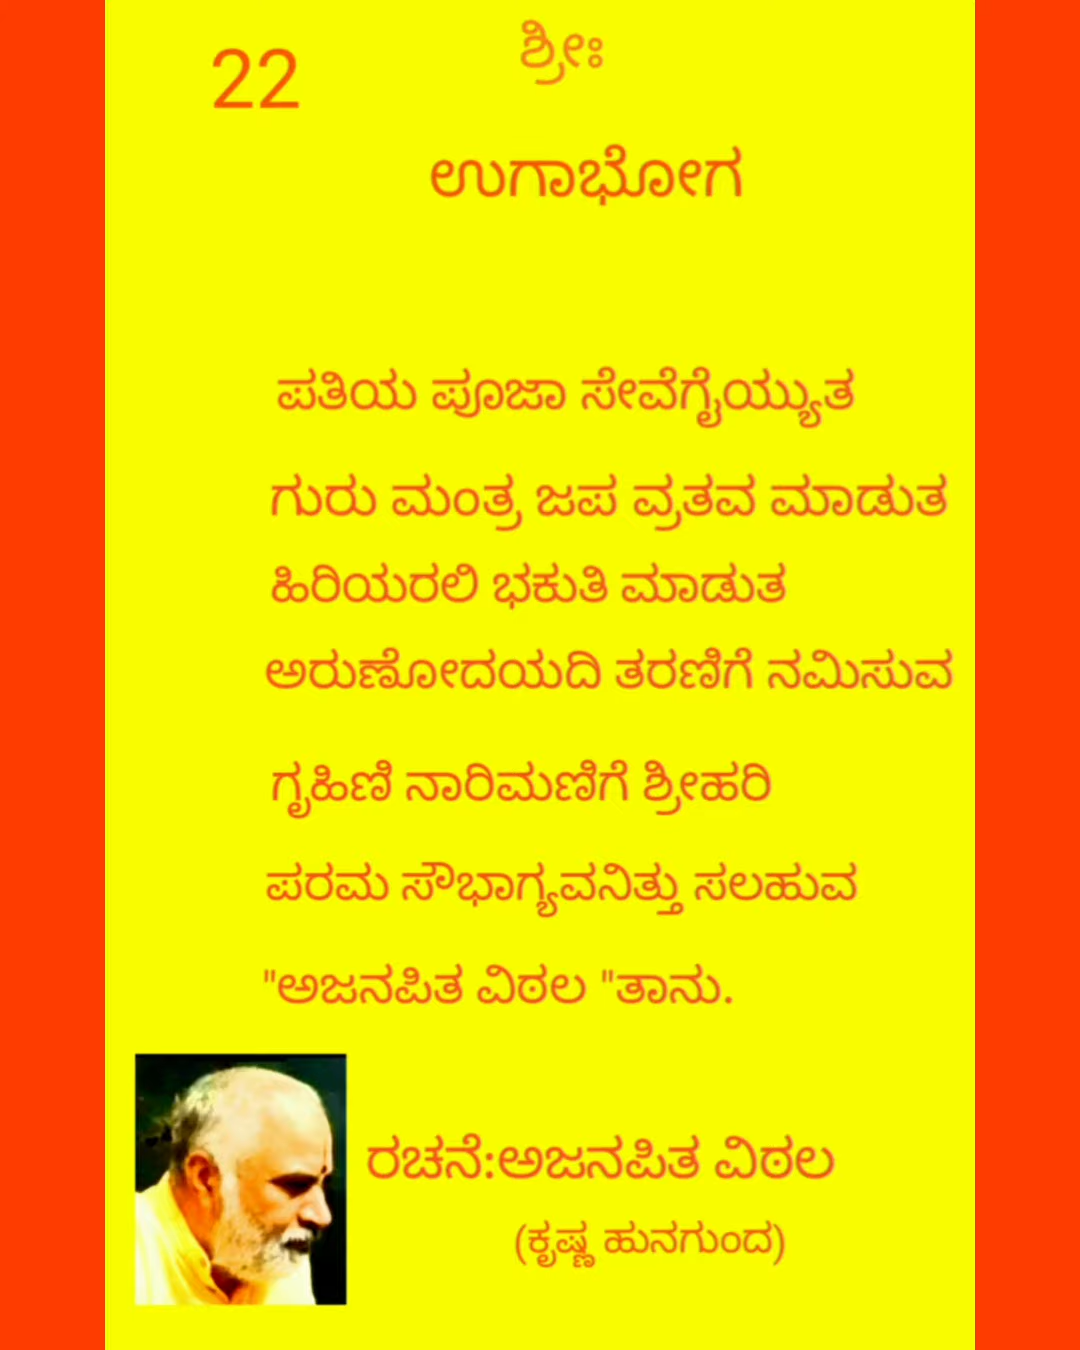 22
ಶ್ರೀಃ
ಉಗಾಭೋಗ
ಪತಿಯ ಪೂಜಾ ಸೇವೆಗೈಯ್ಯುತ
ಗುರು ಮಂತ್ರ ಜಪ ವ್ರತವ ಮಾಡುತ
ಹಿರಿಯರಲಿ ಭಕುತಿ ಮಾಡುತ
ಅರುಣೋದಯದಿ ತರಣಿಗೆ ನಮಿಸುವ
ಗೃಹಿಣಿ ನಾರಿಮಣಿಗೆ ಶ್ರೀಹರಿ
ಪರಮ ಸೌಭಾಗ್ಯವನಿತ್ತು ಸಲಹುವ
"ಅಜನಪಿತ ವಿಠಲ "ತಾನು.
ರಚನೆ:ಅಜನಪಿತ ವಿಠಲ
(ಕೃಷ್ಣ ಹುನಗುಂದ)